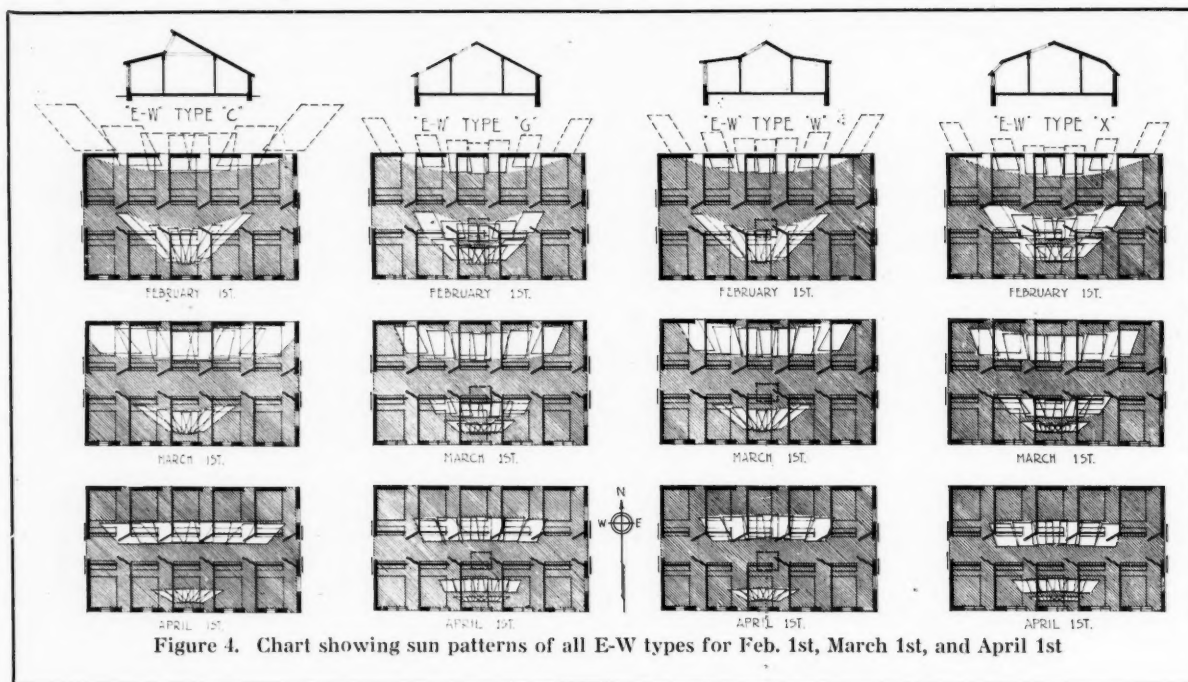 "E-W" TYPE "C"
"E-W" TYPE "G"
"E-W" TYPE "W"
"E-W" TYPE "X"
FEBRUARY 1ST.
FEBRUARY 1ST.
FEBRUARY 1ST.
FEBRUARY 1ST.
MARCH 1ST.
MARCH 1ST.
MARCH 1ST.
MARCH 1ST.
N
W E
APRIL 1ST.
APRIL 1ST.
APRIL 1ST.
APRIL 1ST.
Figure 4. Chart showing sun patterns of all E-W types for Feb. 1st, March 1st, and April 1st